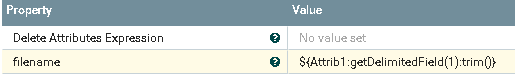 Property Value
Delete Attributes Expression No value set
filename ${Attrib1:getDelimitedField(1):trim()}